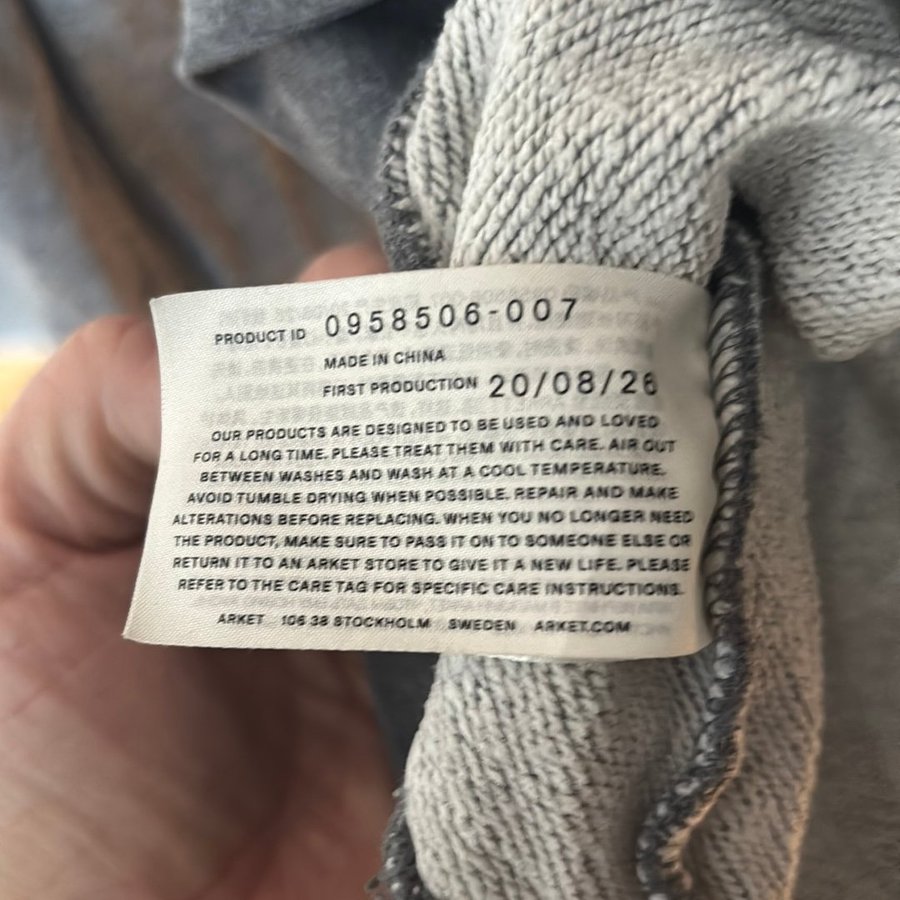 PRODUCT ID 0958506-007
MADE IN CHINA
FIRST PRODUCTION 20/08/26
OUR PRODUCTS ARE DESIGNED TO BE USED AND LOVED
FOR A LONG TIME. PLEASE TREAT THEM WITH CARE. AIR OUT
BETWEEN WASHES AND WASH AT A COOL TEMPERATURE.
AVOID TUMBLE DRYING WHEN POSSIBLE. REPAIR AND MAKE
ALTERATIONS BEFORE REPLACING. WHEN YOU NO LONGER NEED
THE PRODUCT, MAKE SURE TO PASS IT ON TO SOMEONE ELSE OR
RETURN IT TO AN ARKET STORE TO GIVE IT A NEW LIFE. PLEASE
REFER TO THE CARE TAG FOR SPECIFIC CARE INSTRUCTIONS.
ARKET 106 38 STOCKHOLM SWEDEN ARKET.COM